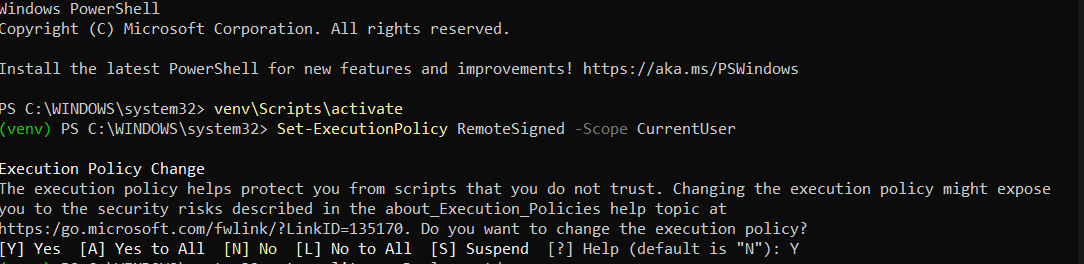 Windows PowerShell
Copyright (C) Microsoft Corporation. All rights reserved.
Install the latest PowerShell for new features and improvements! https://aka.ms/PSWindows
PS C:\WINDOWS\system32> venv\Scripts\activate
(venv) PS C:\WINDOWS\system32> Set-ExecutionPolicy RemoteSigned -Scope CurrentUser
Execution Policy Change
The execution policy helps protect you from scripts that you do not trust. Changing the execution policy might expose
you to the security risks described in the about_Execution_Policies help topic at
https:/go.microsoft.com/fwlink/?LinkID=135170. Do you want to change the execution policy?
[Y] Yes  [A] Yes to All  [N] No  [L] No to All  [S] Suspend  [?] Help (default is "N"): Y